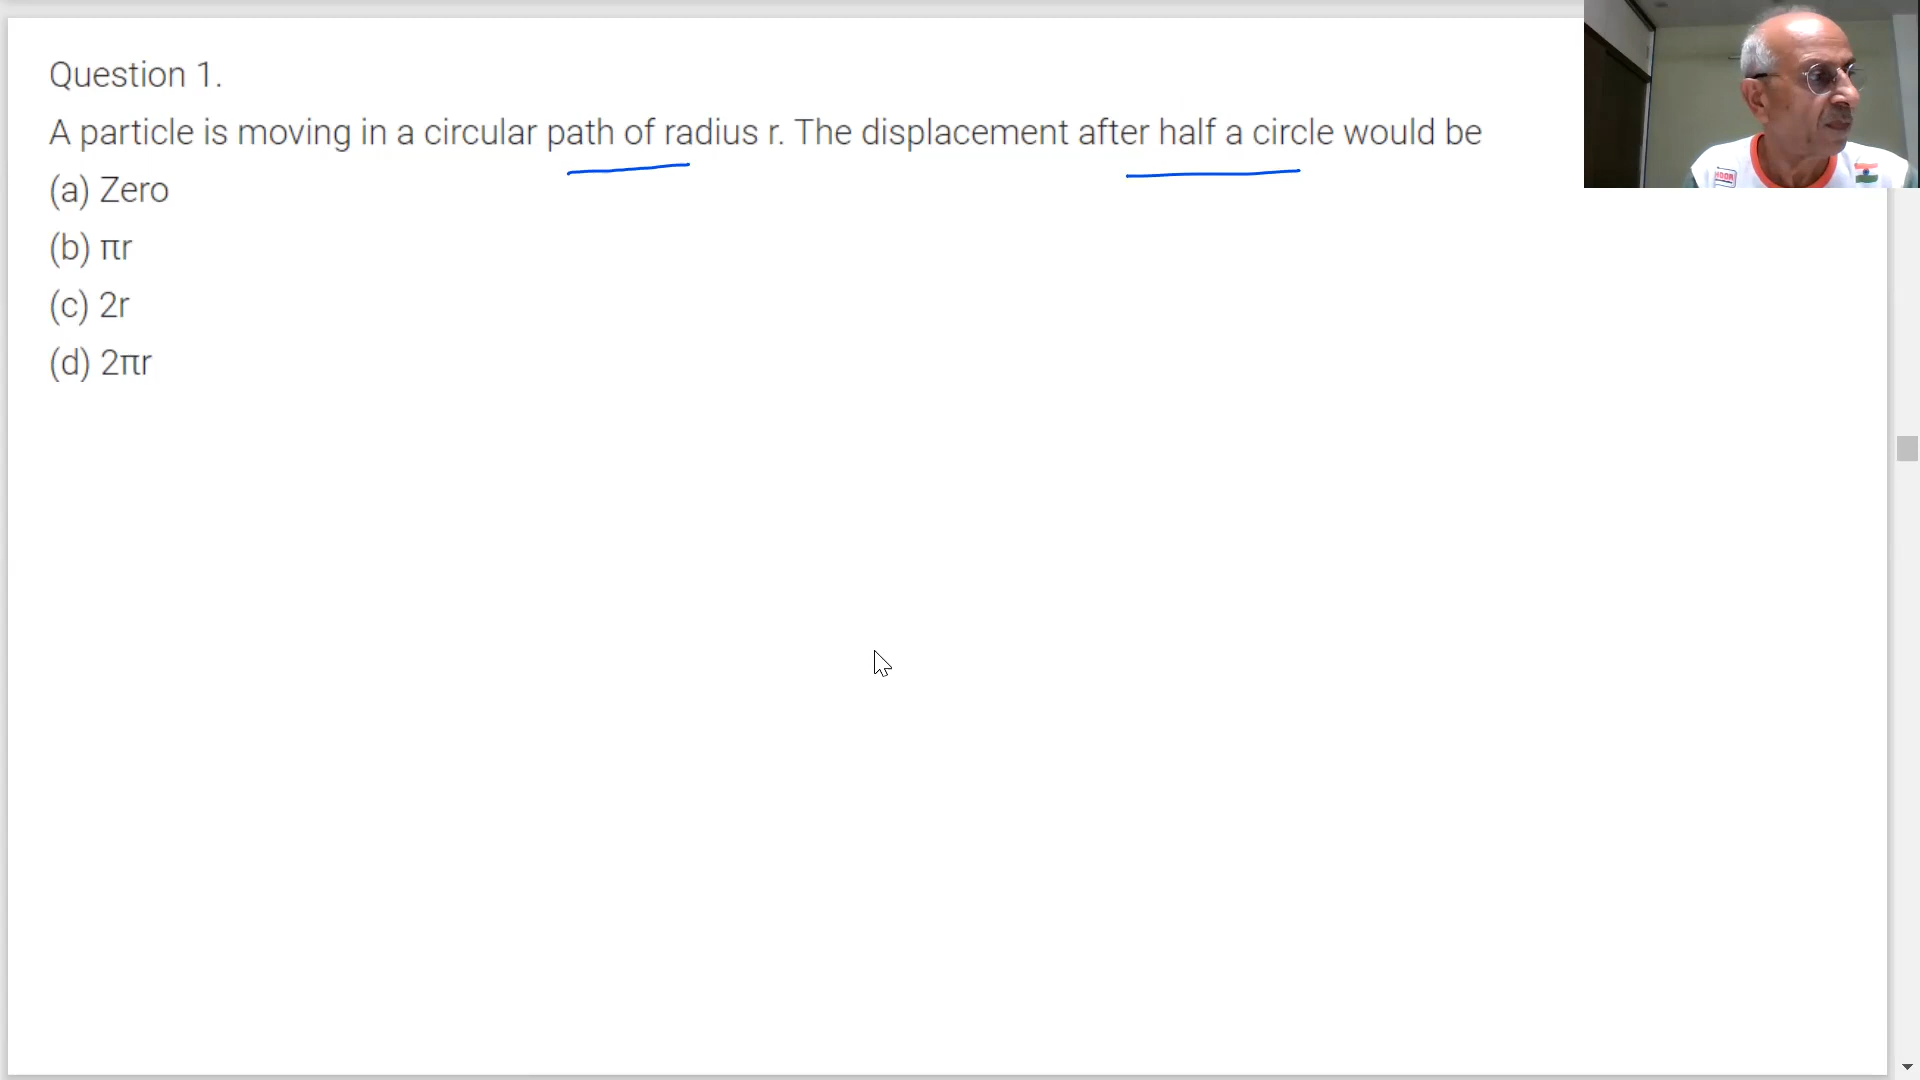 Question 1.
A particle is moving in a circular path of radius r. The displacement after half a circle would be
(a) Zero
(b) πr
(c) 2r
(d) 2πr